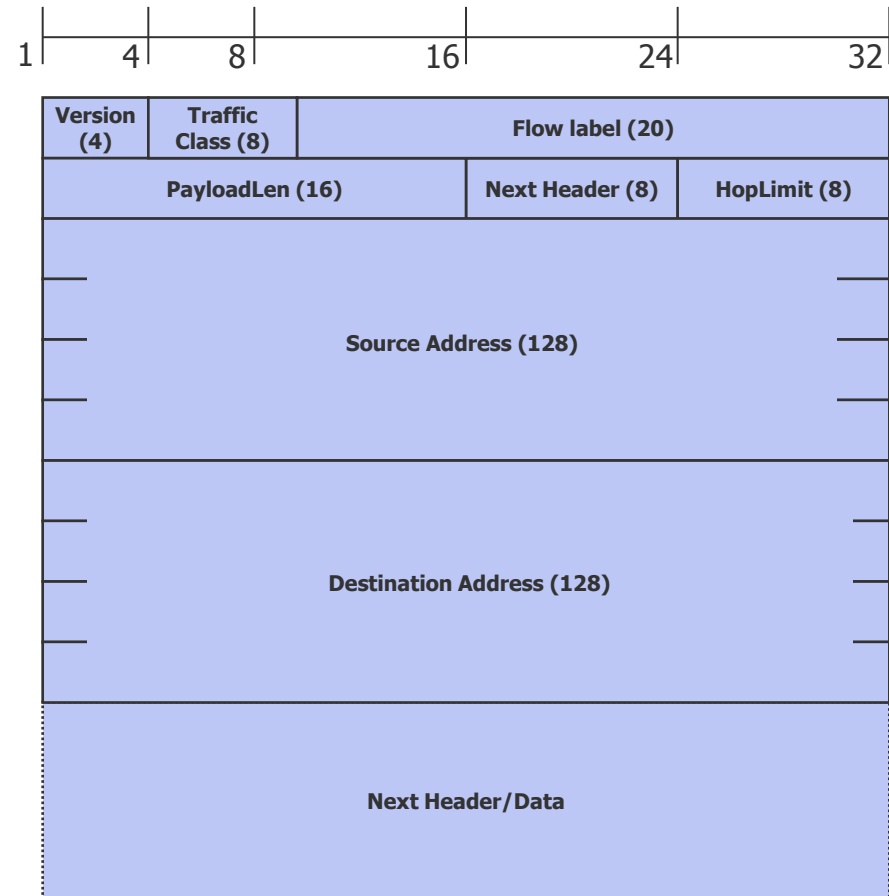 1 4 8 16 24 32
Version Traffic
(4) Class (8) Flow label (20)
PayloadLen (16) Next Header (8) HopLimit (8)
Source Address (128)
Destination Address (128)
Next Header/Data